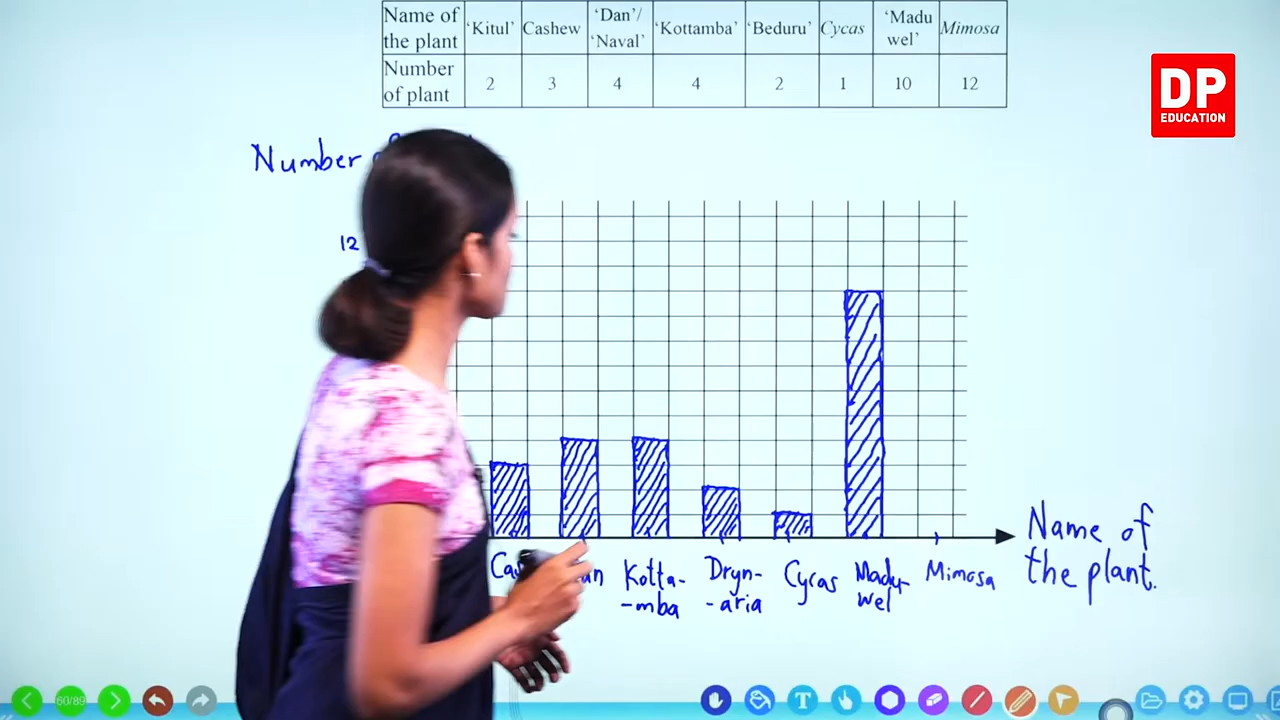 Name of the plant 'Kitul' Cashew 'Dan'/ 'Naval' 'Kottamba' 'Beduru' Cycas 'Madu wel' Mimosa
Number of plant 2 3 4 4 2 1 10 12
DP
EDUCATION
Number
12
Name of
the plant.
Kotta- Dryn- Cycas Madu- Mimosa
-mba -aria wel
60/89
T